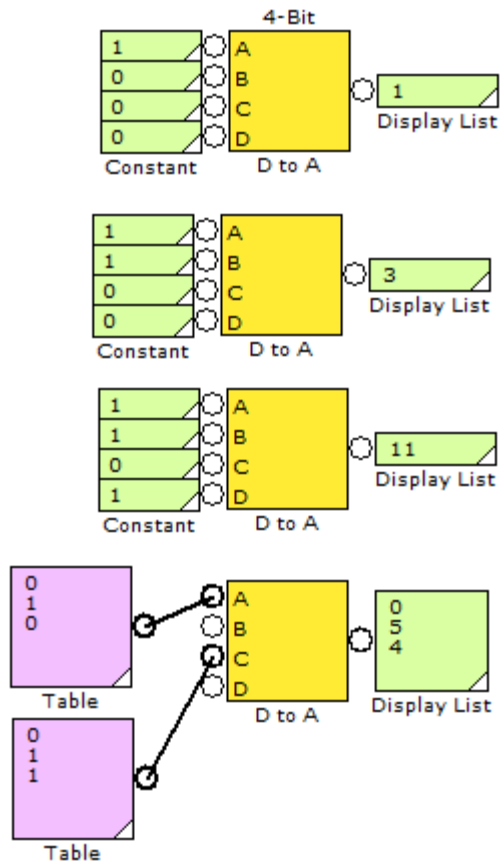 4-Bit
1 A
0 B 1
0 C Display List
0 D
Constant D to A
1 A
1 B 3
0 C Display List
0 D
Constant D to A
1 A
1 B 11
0 C Display List
1 D
Constant D to A
0
1
0
Table
0
1
1
Table
A
B
C
D
D to A
0
5
4
Display List